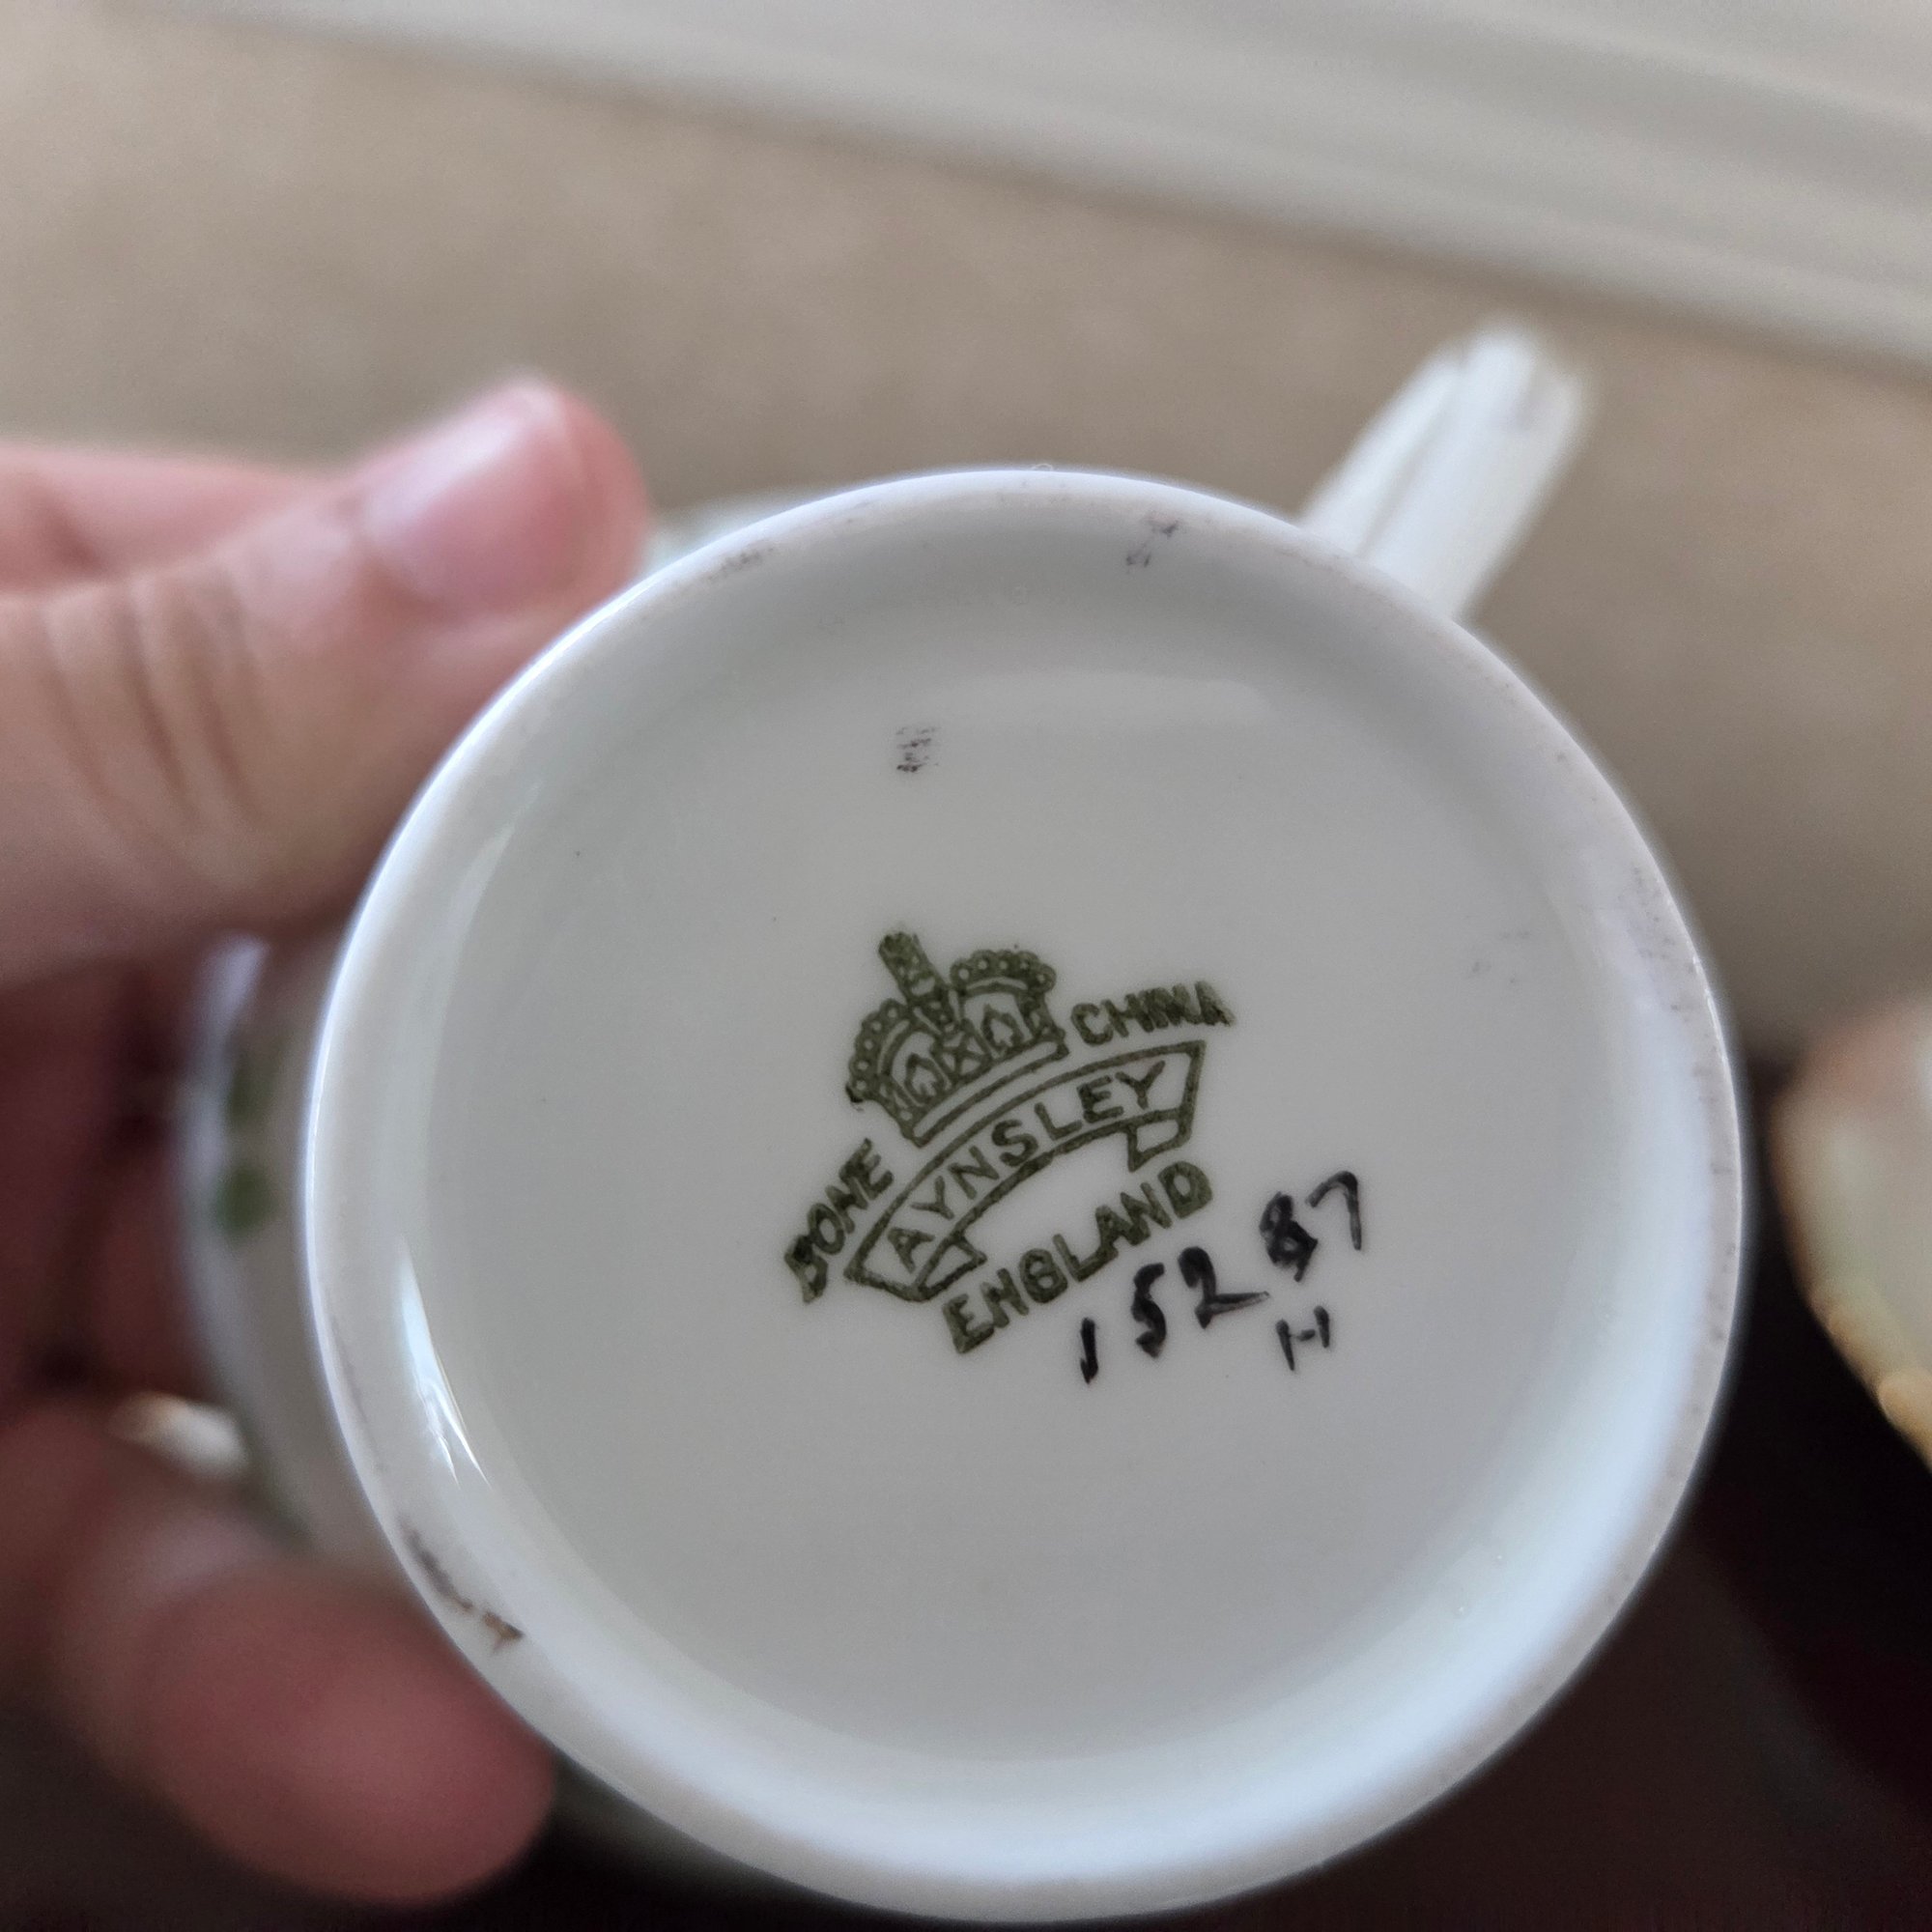 BONE CHINA
AYNSLEY
ENGLAND
15287
H